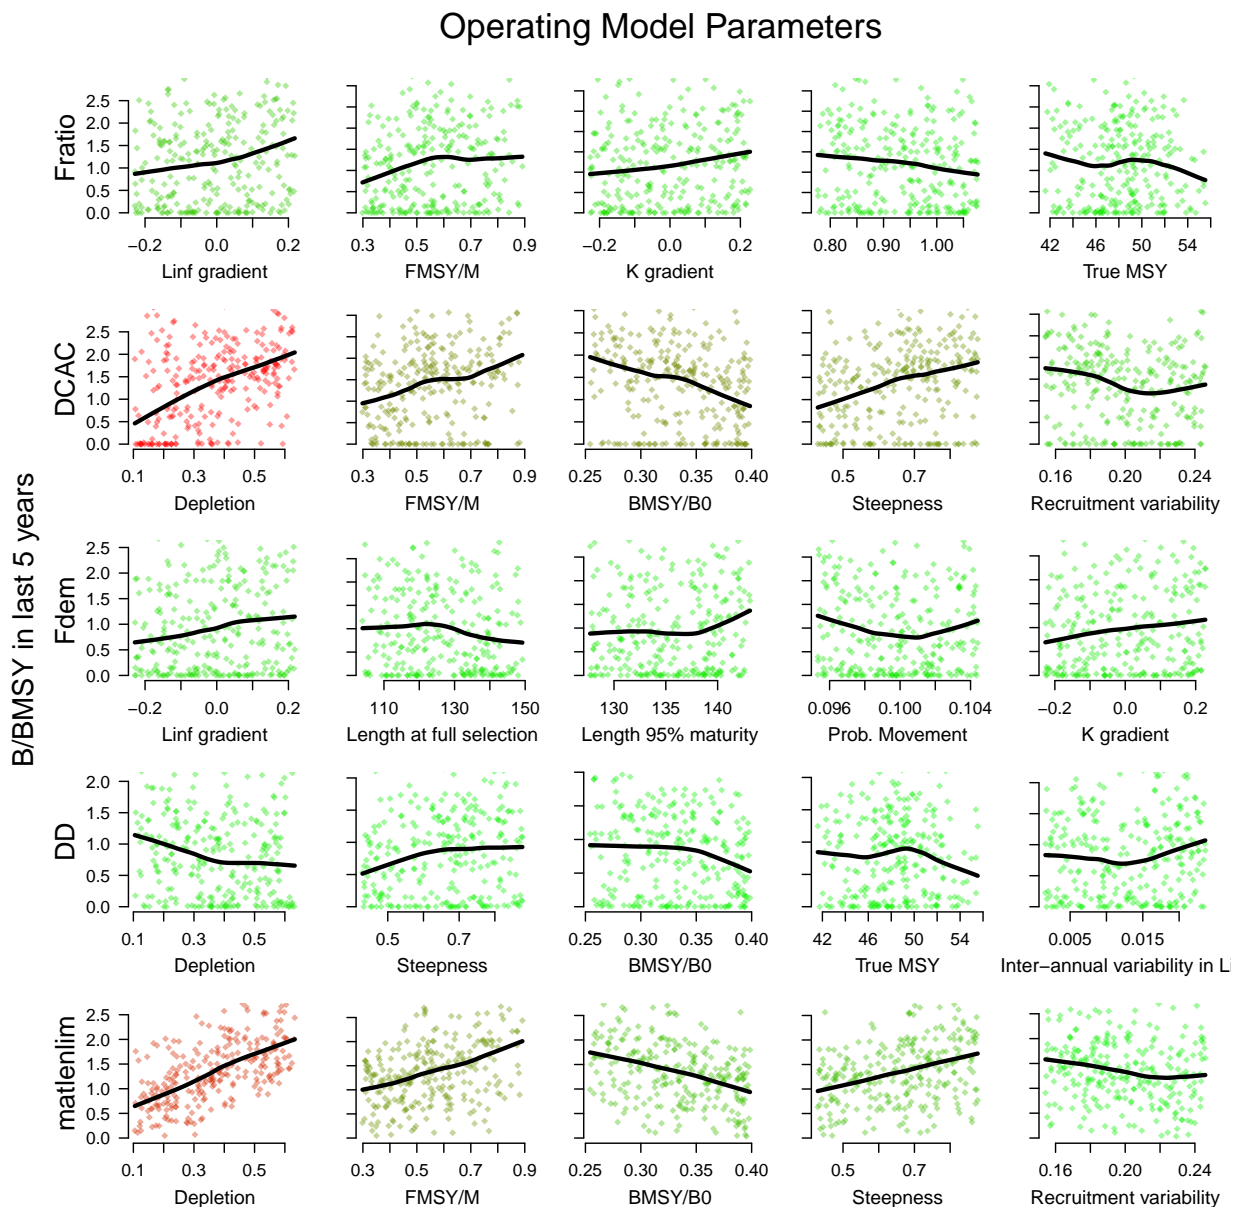 Operating Model Parameters
B/BMSY in last 5 years
Fratio
2.5
2.0
1.5
1.0
0.5
0.0
−0.2 0.0 0.2
Linf gradient
0.3 0.5 0.7 0.9
FMSY/M
−0.2 0.0 0.2
K gradient
0.80 0.90 1.00
42 46 50 54
True MSY
DCAC
2.5
2.0
1.5
1.0
0.5
0.0
0.1 0.3 0.5
Depletion
0.3 0.5 0.7 0.9
FMSY/M
0.25 0.30 0.35 0.40
BMSY/B0
0.5 0.7
Steepness
0.16 0.20 0.24
Recruitment variability
Fdem
2.5
2.0
1.5
1.0
0.5
0.0
−0.2 0.0 0.2
Linf gradient
110 130 150
Length at full selection
130 135 140
Length 95% maturity
0.096 0.100 0.104
Prob. Movement
−0.2 0.0 0.2
K gradient
DD
2.0
1.5
1.0
0.5
0.0
0.1 0.3 0.5
Depletion
0.5 0.7
Steepness
0.25 0.30 0.35 0.40
BMSY/B0
42 46 50 54
True MSY
0.005 0.015
Inter−annual variability in Li
matlenlim
2.5
2.0
1.5
1.0
0.5
0.0
0.1 0.3 0.5
Depletion
0.3 0.5 0.7 0.9
FMSY/M
0.25 0.30 0.35 0.40
BMSY/B0
0.5 0.7
Steepness
0.16 0.20 0.24
Recruitment variability